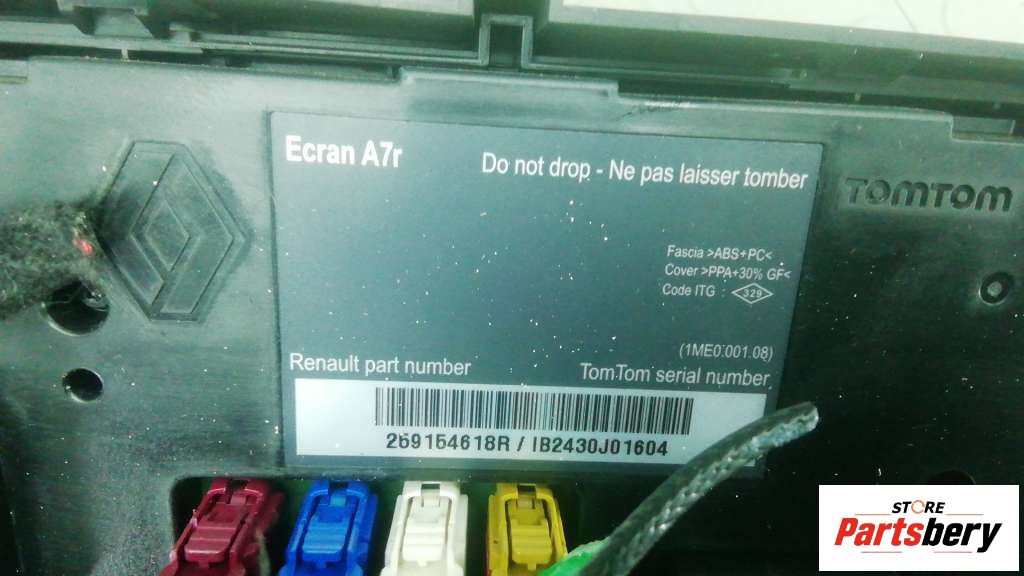 Ecran A7r
Do not drop - Ne pas laisser tomber
TOMTOM
Fascia >ABS+PC<
Cover >PPA+30% GF<
Code ITG : 329
(1ME0.001.08)
Renault part number
TomTom serial number
259154618R / IB2430J01604
STORE
Partsbery